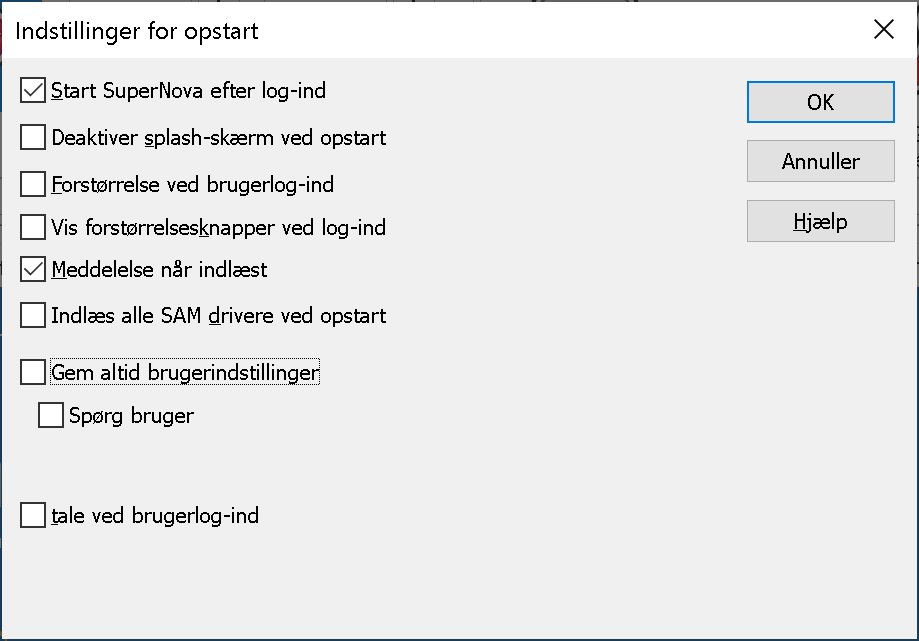 Indstillinger for opstart
Start SuperNova efter log-ind
Deaktiver splash-skærm ved opstart
Forstørrelse ved brugerlog-ind
Vis forstørrelsesknapper ved log-ind
Meddelelse når indlæst
Indlæs alle SAM drivere ved opstart
Gem altid brugerindstillinger
Spørg bruger
tale ved brugerlog-ind
OK
Annuller
Hjælp